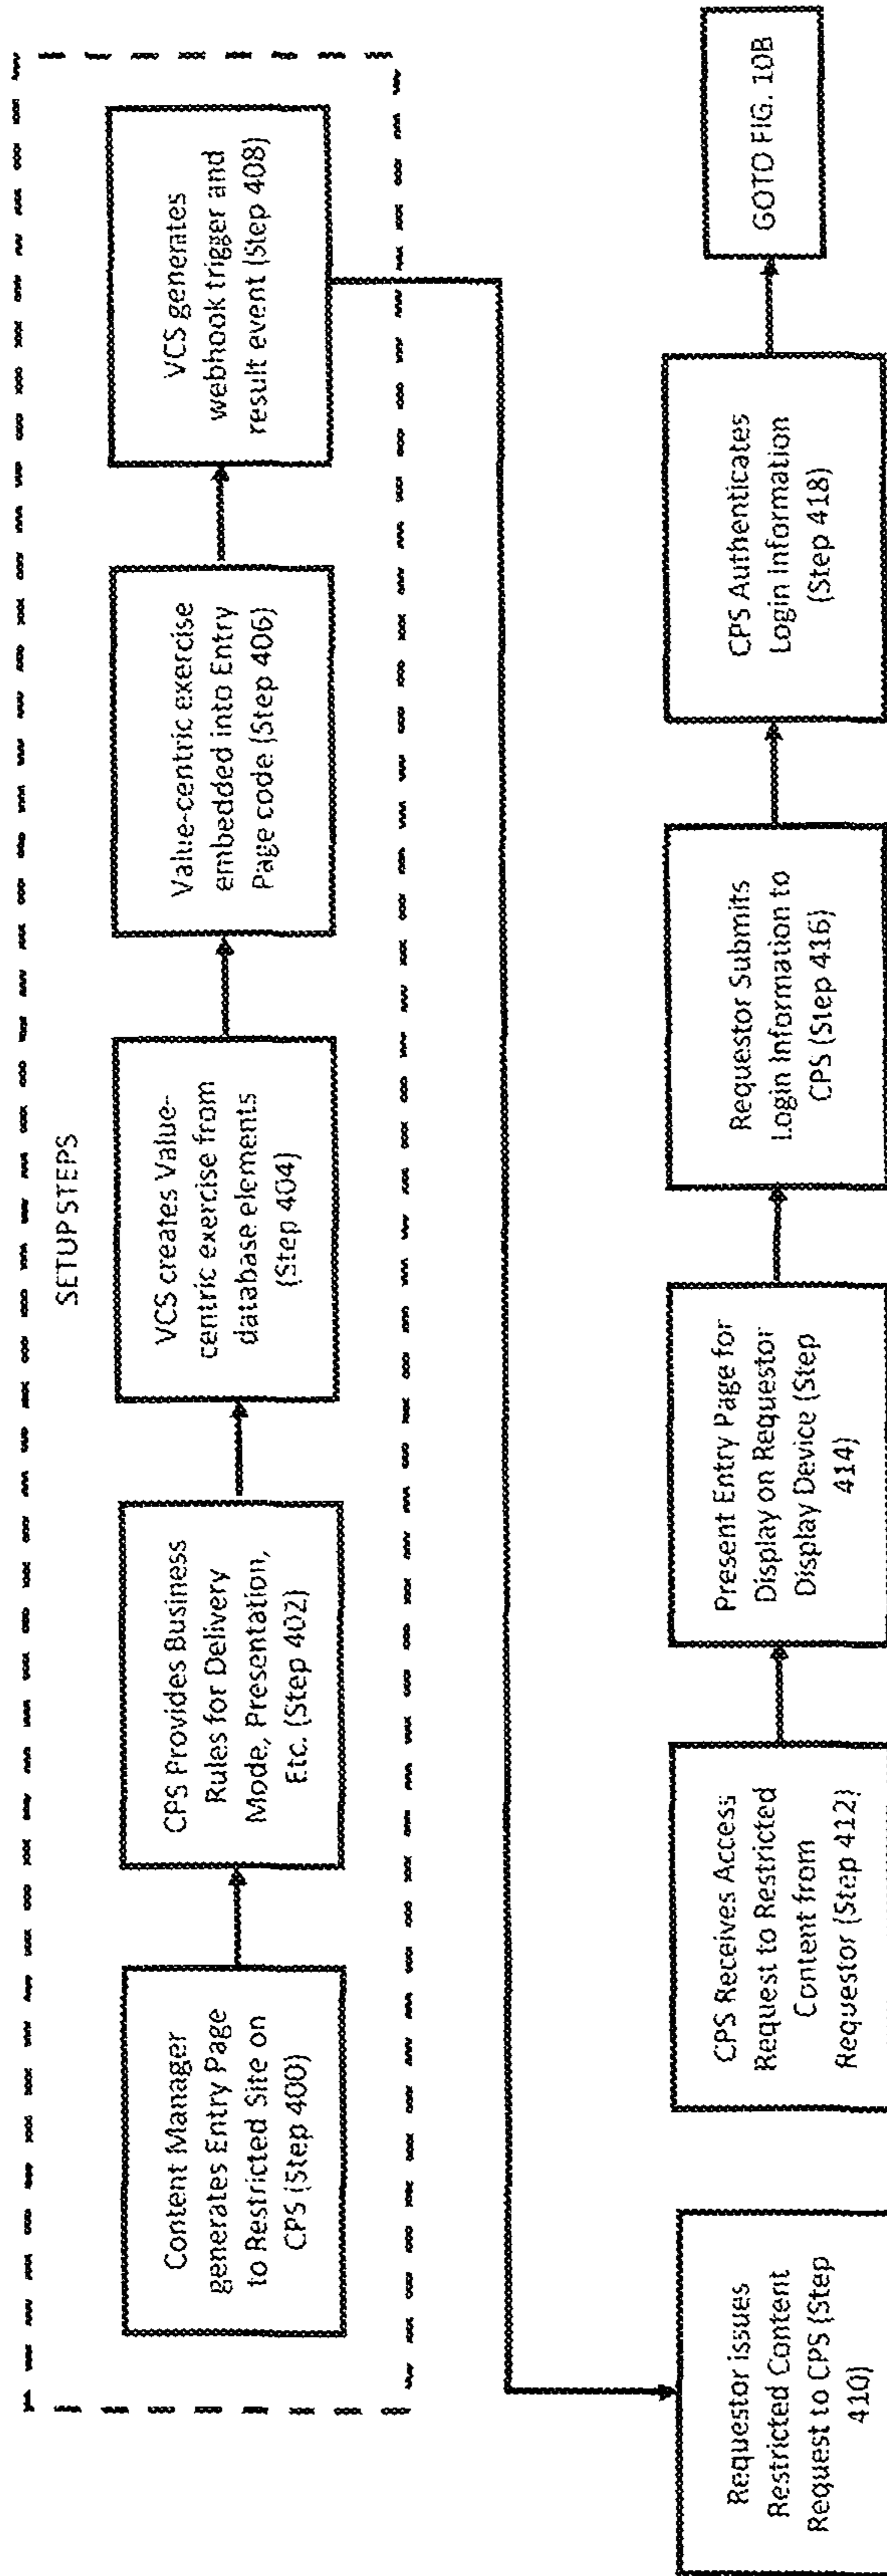 SETUP STEPS
Content Manager
generates Entry Page
to Restricted Site on
CPS (Step 400)
CPS Provides Business
Rules for Delivery
Mode, Presentation,
Etc. (Step 402)
VCS creates Value-
centric exercise from
database elements
(Step 404)
Value-centric exercise
embedded into Entry
Page code (Step 406)
VCS generates
webhook trigger and
result event (Step 408)
Requestor issues
Restricted Content
Request to CPS (Step
410)
CPS Receives Access
Request to Restricted
Content from
Requestor (Step 412)
Present Entry Page for
Display on Requestor
Display Device (Step
414)
Requestor Submits
Login Information to
CPS (Step 416)
CPS Authenticates
Login Information
(Step 418)
GOTO FIG. 10B